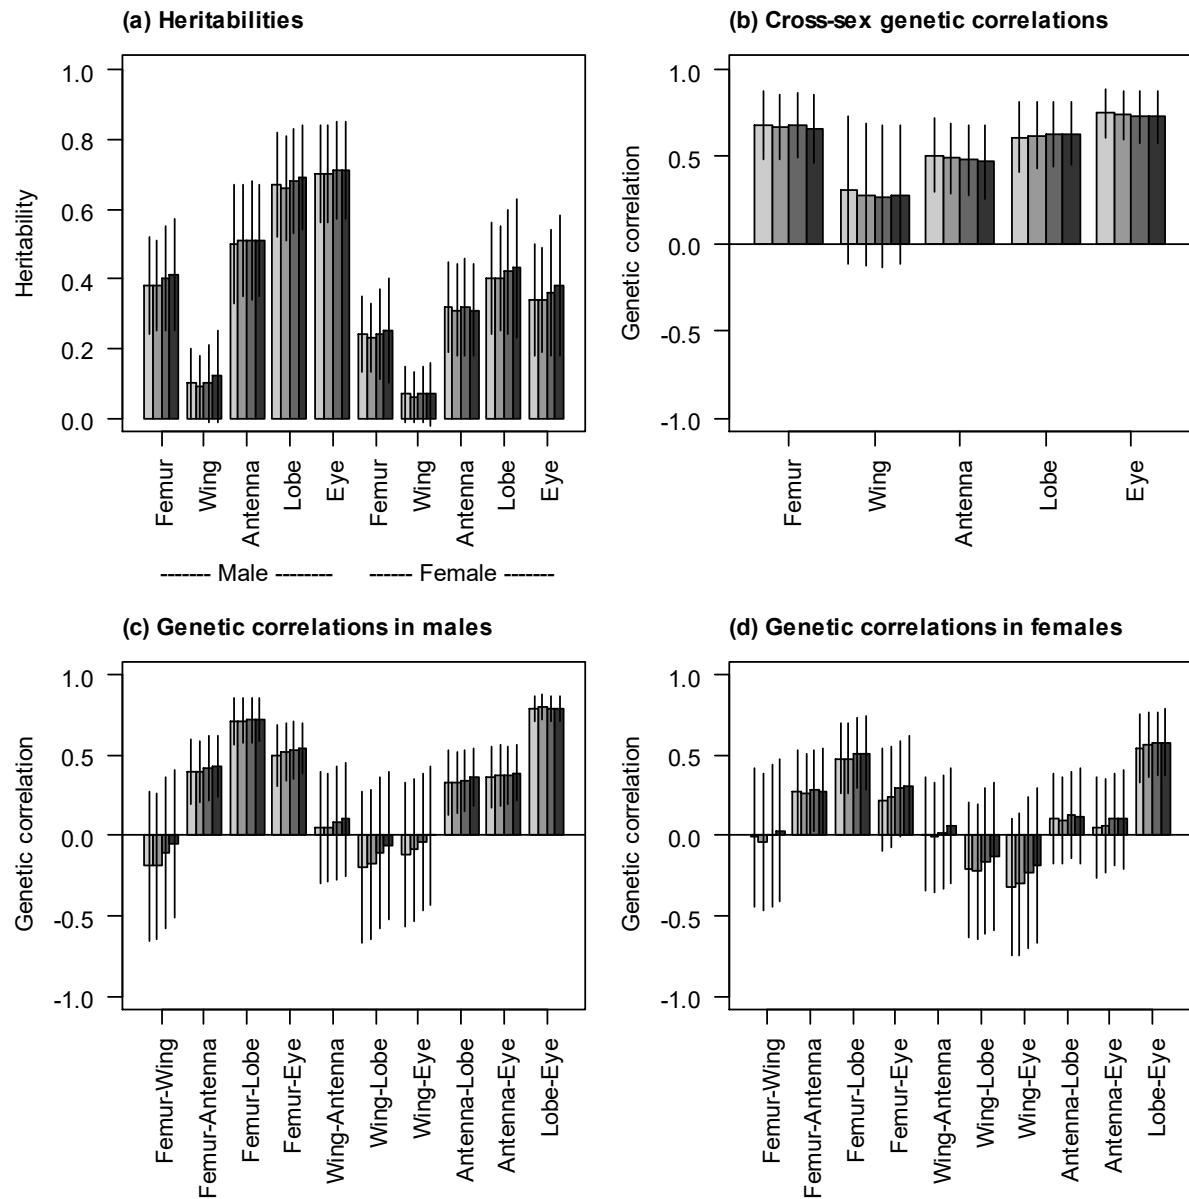 (a) Heritabilities
1.0
0.8
0.6
0.4
0.2
0.0
Heritability
Femur
Wing
Antenna
Lobe
Eye
Femur
Wing
Antenna
Lobe
Eye
------- Male -------- ------ Female -------
(b) Cross-sex genetic correlations
1.0
0.5
0.0
-0.5
-1.0
Genetic correlation
Femur
Wing
Antenna
Lobe
Eye
(c) Genetic correlations in males
1.0
0.5
0.0
-0.5
-1.0
Genetic correlation
Femur-Wing
Femur-Antenna
Femur-Lobe
Femur-Eye
Wing-Antenna
Wing-Lobe
Wing-Eye
Antenna-Lobe
Antenna-Eye
Lobe-Eye
(d) Genetic correlations in females
1.0
0.5
0.0
-0.5
-1.0
Genetic correlation
Femur-Wing
Femur-Antenna
Femur-Lobe
Femur-Eye
Wing-Antenna
Wing-Lobe
Wing-Eye
Antenna-Lobe
Antenna-Eye
Lobe-Eye